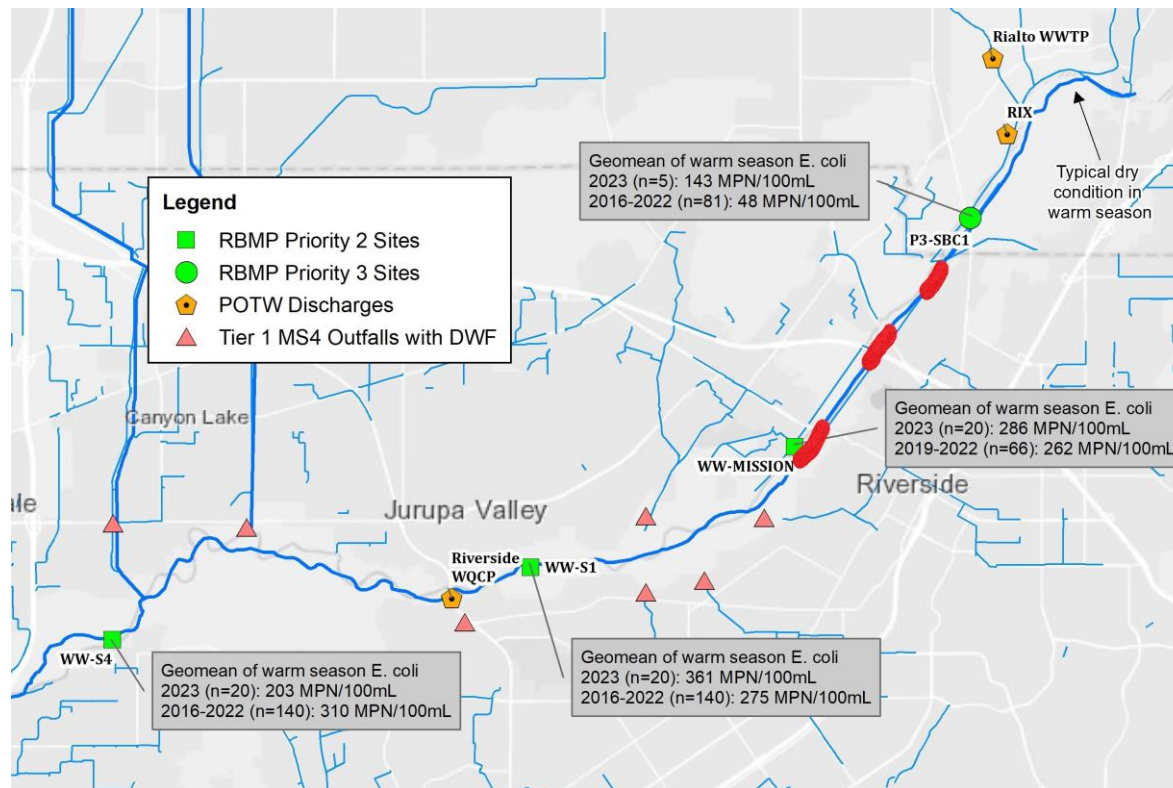 Rialto WWTP
RIX
Typical dry
condition in
warm season
Geomean of warm season E. coli
2023 (n=5): 143 MPN/100mL
2016-2022 (n=81): 48 MPN/100mL
P3-SBC1
Legend
RBMP Priority 2 Sites
RBMP Priority 3 Sites
POTW Discharges
Tier 1 MS4 Outfalls with DWF
Canyon Lake
Geomean of warm season E. coli
2023 (n=20): 286 MPN/100mL
2019-2022 (n=66): 262 MPN/100mL
WW-MISSION
Riverside
ale
Jurupa Valley
Riverside
WQCP
WW-S1
WW-S4
Geomean of warm season E. coli
2023 (n=20): 203 MPN/100mL
2016-2022 (n=140): 310 MPN/100mL
Geomean of warm season E. coli
2023 (n=20): 361 MPN/100mL
2016-2022 (n=140): 275 MPN/100mL